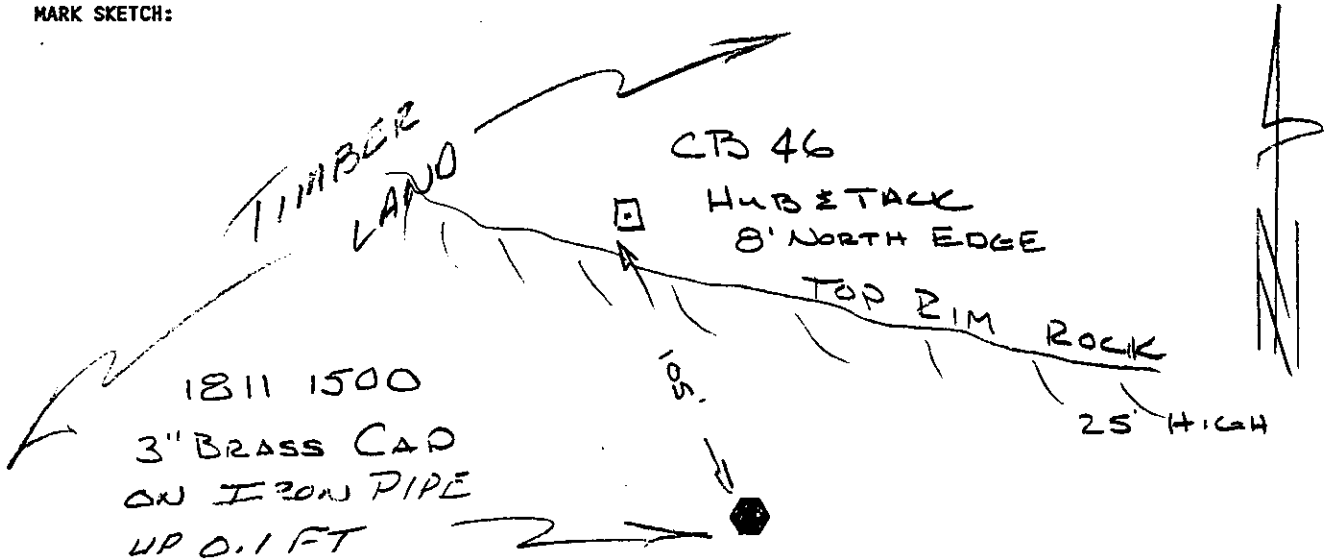 MARK SKETCH:
TIMBER
LAND
CB 46
HUB & TACK
8' NORTH EDGE
TOP RIM ROCK
25' HIGH
50'
1811 1500
3" BRASS CAP
ON IRON PIPE
UP 0.1 FT
N